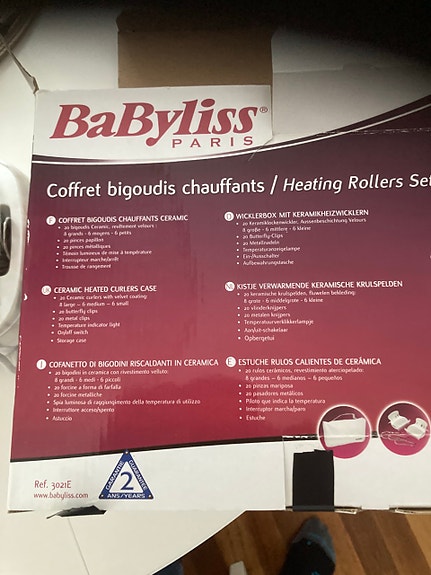 BaByliss®
PARIS
Coffret bigoudis chauffants / Heating Rollers Set
F COFFRET BIGOUDIS CHAUFFANTS CERAMIC
• 20 bigoudis Ceramic, revêtement velours :
8 grands - 6 moyens - 6 petits
• 20 pinces papillon
• 20 pinces métalliques
• Témoin lumineux de mise à température
• Interrupteur marche/arrêt
• Trousse de rangement
UK CERAMIC HEATED CURLERS CASE
• 20 Ceramic curlers with velvet coating
8 large – 6 medium – 6 small
• 20 butterfly clips
• 20 metal clips
• Temperature indicator light
• On/off switch
• Storage case
I COFANETTO DI BIGODINI RISCALDANTI IN CERAMICA
• 20 bigodini in ceramica con rivestimento velluto:
8 grandi - 6 medi - 6 piccoli
• 20 forcine a forma di farfalla
• 20 forcine metalliche
• Spia luminosa di raggiungimento della temperatura di utilizzo
• Interruttore acceso/spento
• Astuccio
D WICKLERBOX MIT KERAMIKHEIZWICKLERN
• 20 Keramiklockenwickler, Aussenbeschichtung Velours
8 große - 6 mittlere - 6 kleine
• 20 Butterfly-Clips
• 20 Metallnadeln
• Temperaturanzeigelampe
• Ein-/Ausschalter
• Aufbewahrungstasche
NL KISTJE VERWARMENDE KERAMISCHE KRULSPELDEN
• 20 keramische krulspelden, fluwelen bekleding:
8 grote - 6 middelgrote - 6 kleine
• 20 vlinderknijpers
• 20 metalen knijpers
• Temperatuurverklikkerlampje
• Aan/uit-schakelaar
• Opbergetui
E ESTUCHE RULOS CALIENTES DE CERÁMICA
• 20 rulos cerámicos, revestimiento aterciopelado:
8 grandes – 6 medianos – 6 pequeños
• 20 pinzas mariposa
• 20 pasadores metálicos
• Piloto que indica la temperatura
• Interruptor marcha/paro
• Estuche
Ref. 3021E
www.babyliss.com
GARANTIE
GUARANTEE
2
ANS/YEARS